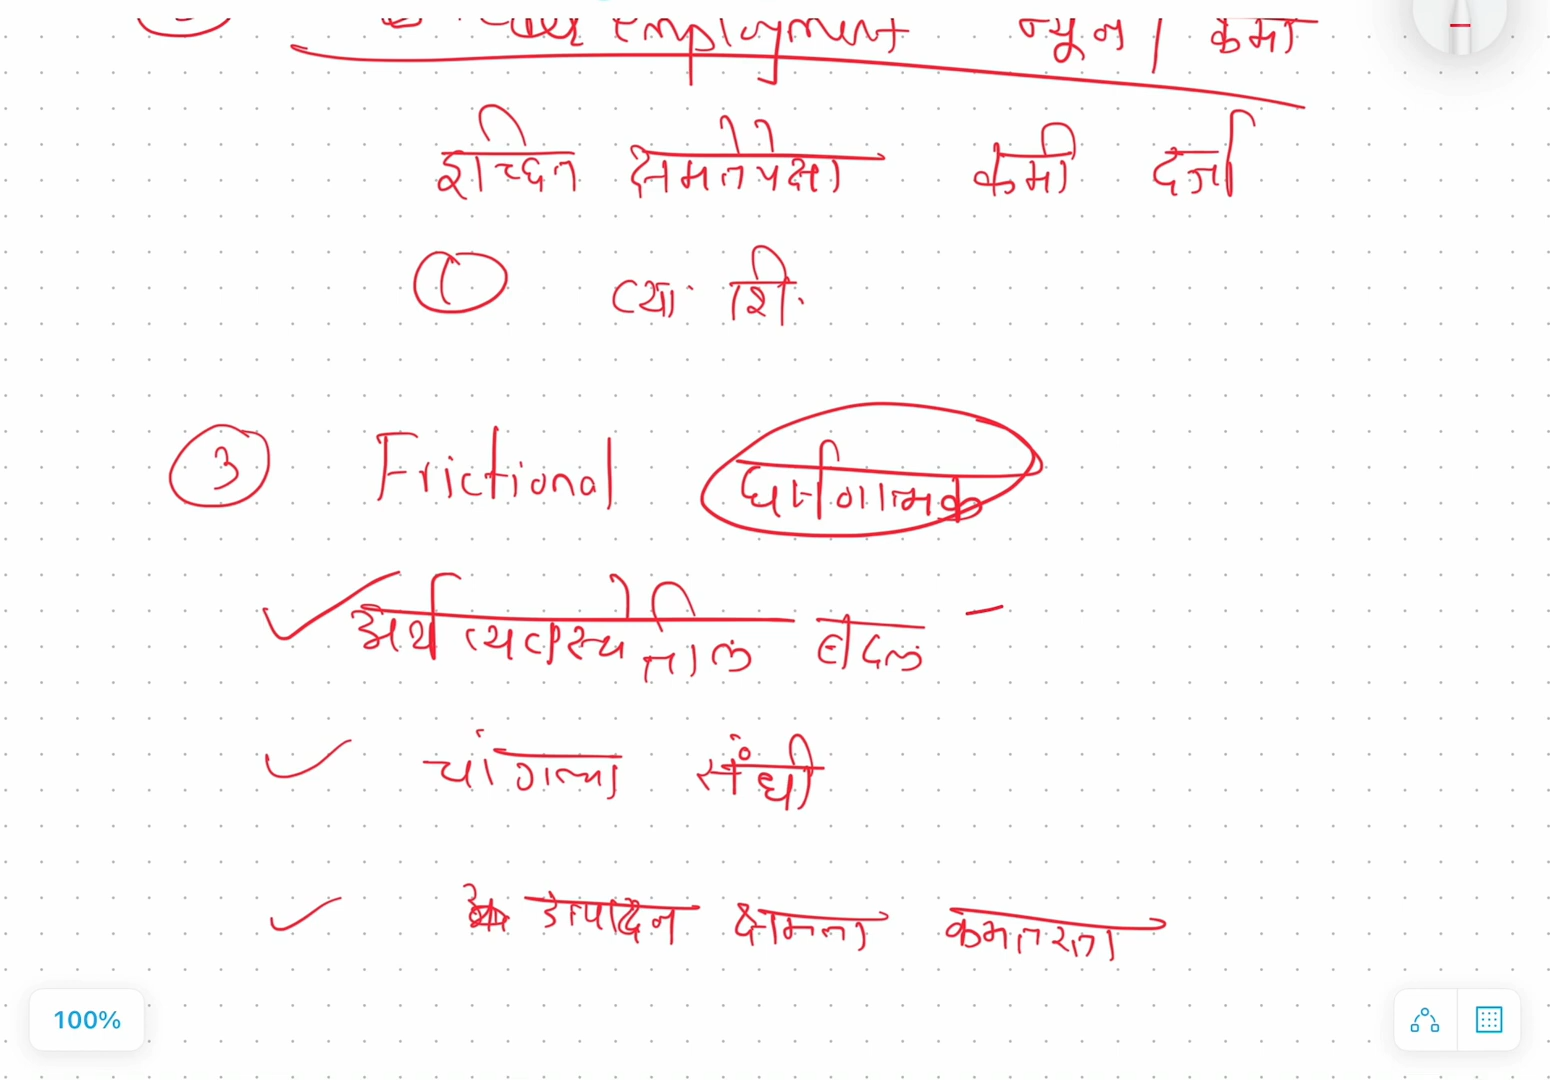 employment न्यून / कमी
इच्छित क्षमतेपेक्षा कमी दर्जा
①
③ Frictional घर्षणात्मक
अर्थव्यवस्थेतील बदल -
चांगल्या संधी
उत्पादन क्षमता कमतरता
100%